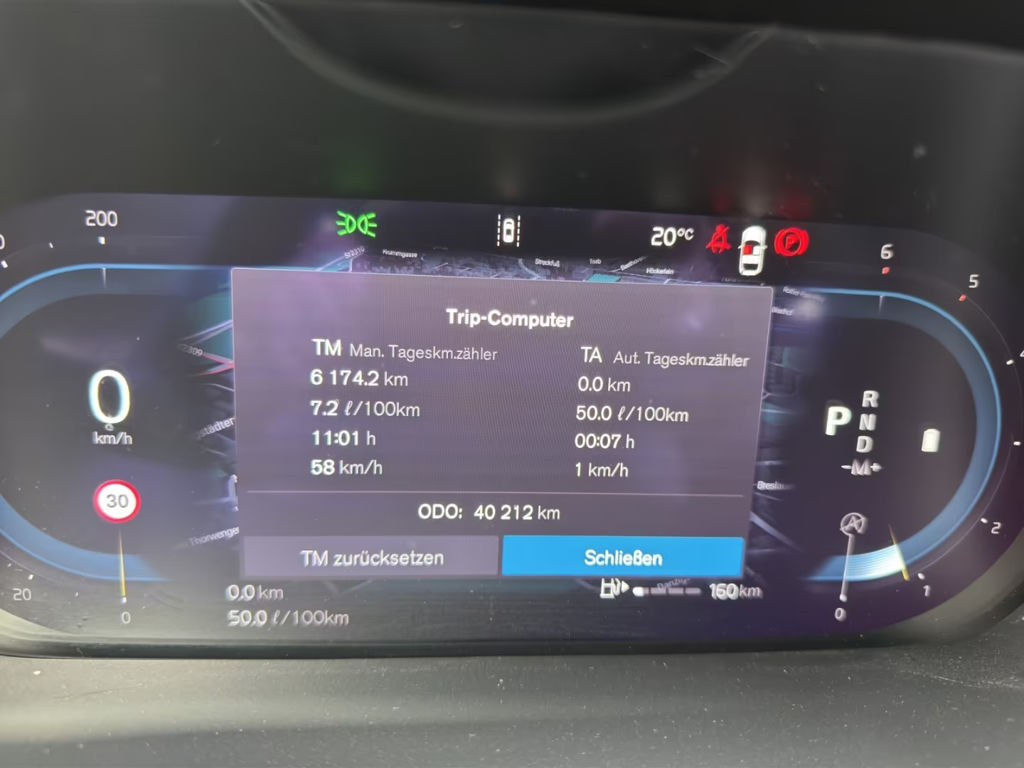 200
20°C
6
5
Trip-Computer
TM Man. Tageskm.zähler
6 174.2 km
7.2 ℓ/100km
11:01 h
58 km/h
TA Aut. Tageskm.zähler
0.0 km
50.0 ℓ/100km
00:07 h
1 km/h
ODO: 40 212 km
TM zurücksetzen
Schließen
0
km/h
30
P
R
N
D
-M+
A
2
1
0
20
0
0.0 km
50.0 ℓ/100km
160km